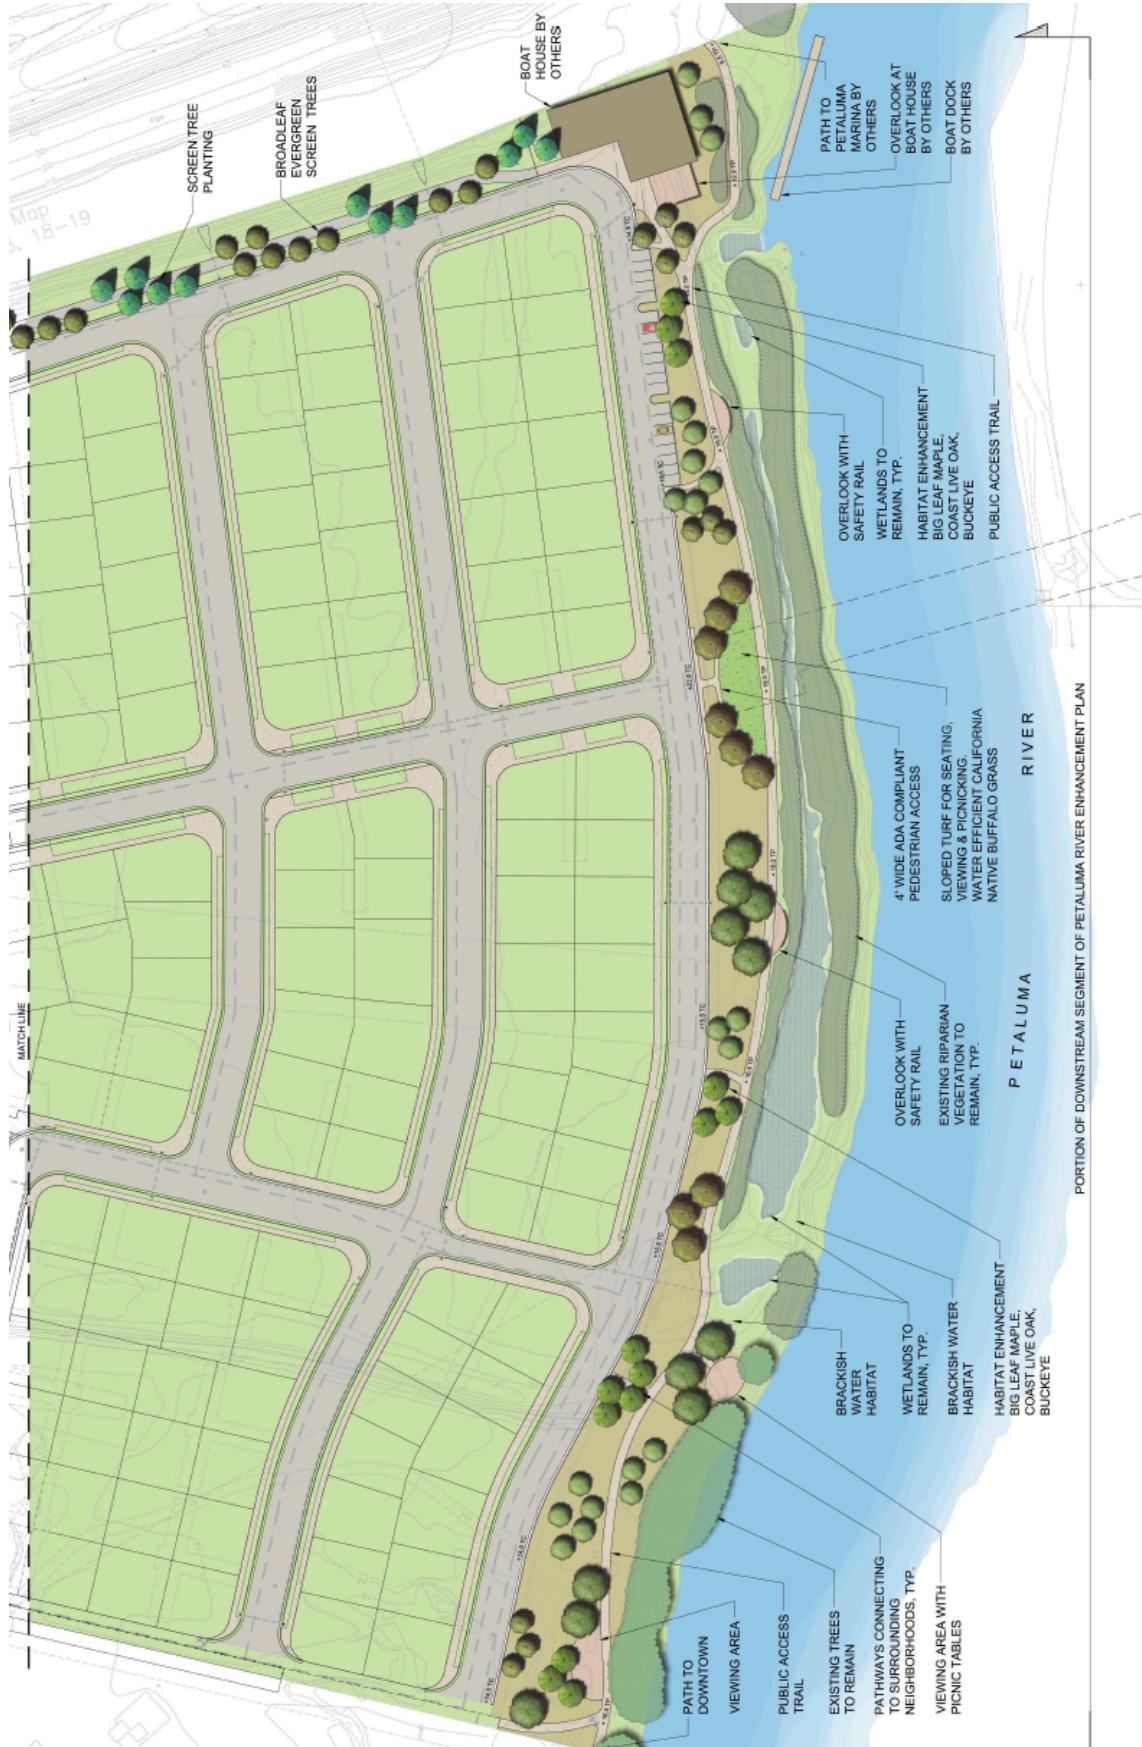 BOAT
HOUSE BY
OTHERS
SCREEN TREE
PLANTING
BROADLEAF
EVERGREEN
SCREEN TREES
Map
18-19
MATCH LINE
PATH TO
PETALUMA
MARINA BY
OTHERS
OVERLOOK AT
BOAT HOUSE
BY OTHERS
BOAT DOCK
BY OTHERS
OVERLOOK WITH
SAFETY RAIL
WETLANDS TO
REMAIN, TYP.
HABITAT ENHANCEMENT
BIG LEAF MAPLE,
COAST LIVE OAK,
BUCKEYE
PUBLIC ACCESS TRAIL
4' WIDE ADA COMPLIANT
PEDESTRIAN ACCESS
SLOPED TURF FOR SEATING,
VIEWING & PICNICKING.
WATER EFFICIENT CALIFORNIA
NATIVE BUFFALO GRASS
OVERLOOK WITH
SAFETY RAIL
EXISTING RIPARIAN
VEGETATION TO
REMAIN, TYP.
PETALUMA RIVER
BRACKISH
WATER
HABITAT
WETLANDS TO
REMAIN, TYP.
BRACKISH WATER
HABITAT
HABITAT ENHANCEMENT
BIG LEAF MAPLE,
COAST LIVE OAK,
BUCKEYE
PATH TO
DOWNTOWN
VIEWING AREA
PUBLIC ACCESS
TRAIL
EXISTING TREES
TO REMAIN
PATHWAYS CONNECTING
TO SURROUNDING
NEIGHBORHOODS, TYP.
VIEWING AREA WITH
PICNIC TABLES
PORTION OF DOWNSTREAM SEGMENT OF PETALUMA RIVER ENHANCEMENT PLAN